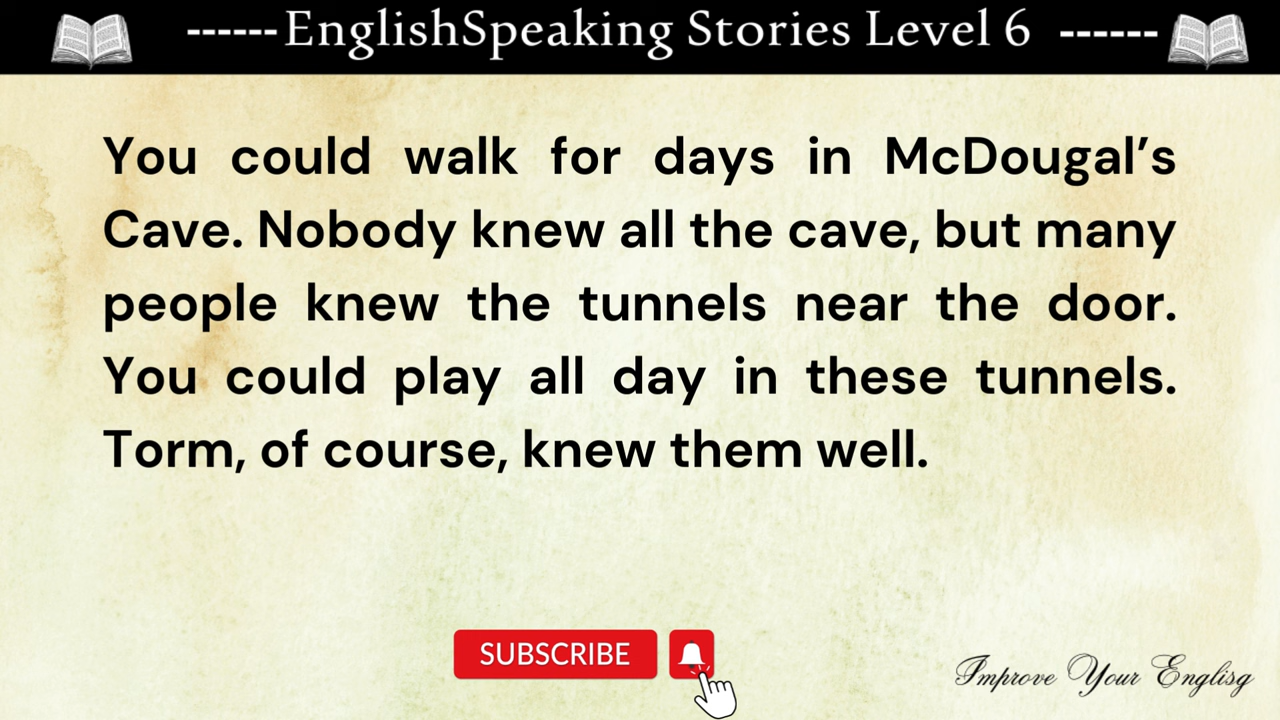 ------EnglishSpeaking Stories Level 6 ------
You could walk for days in McDougal’s
Cave. Nobody knew all the cave, but many
people knew the tunnels near the door.
You could play all day in these tunnels.
Torm, of course, knew them well.
SUBSCRIBE
Improve Your Englisg